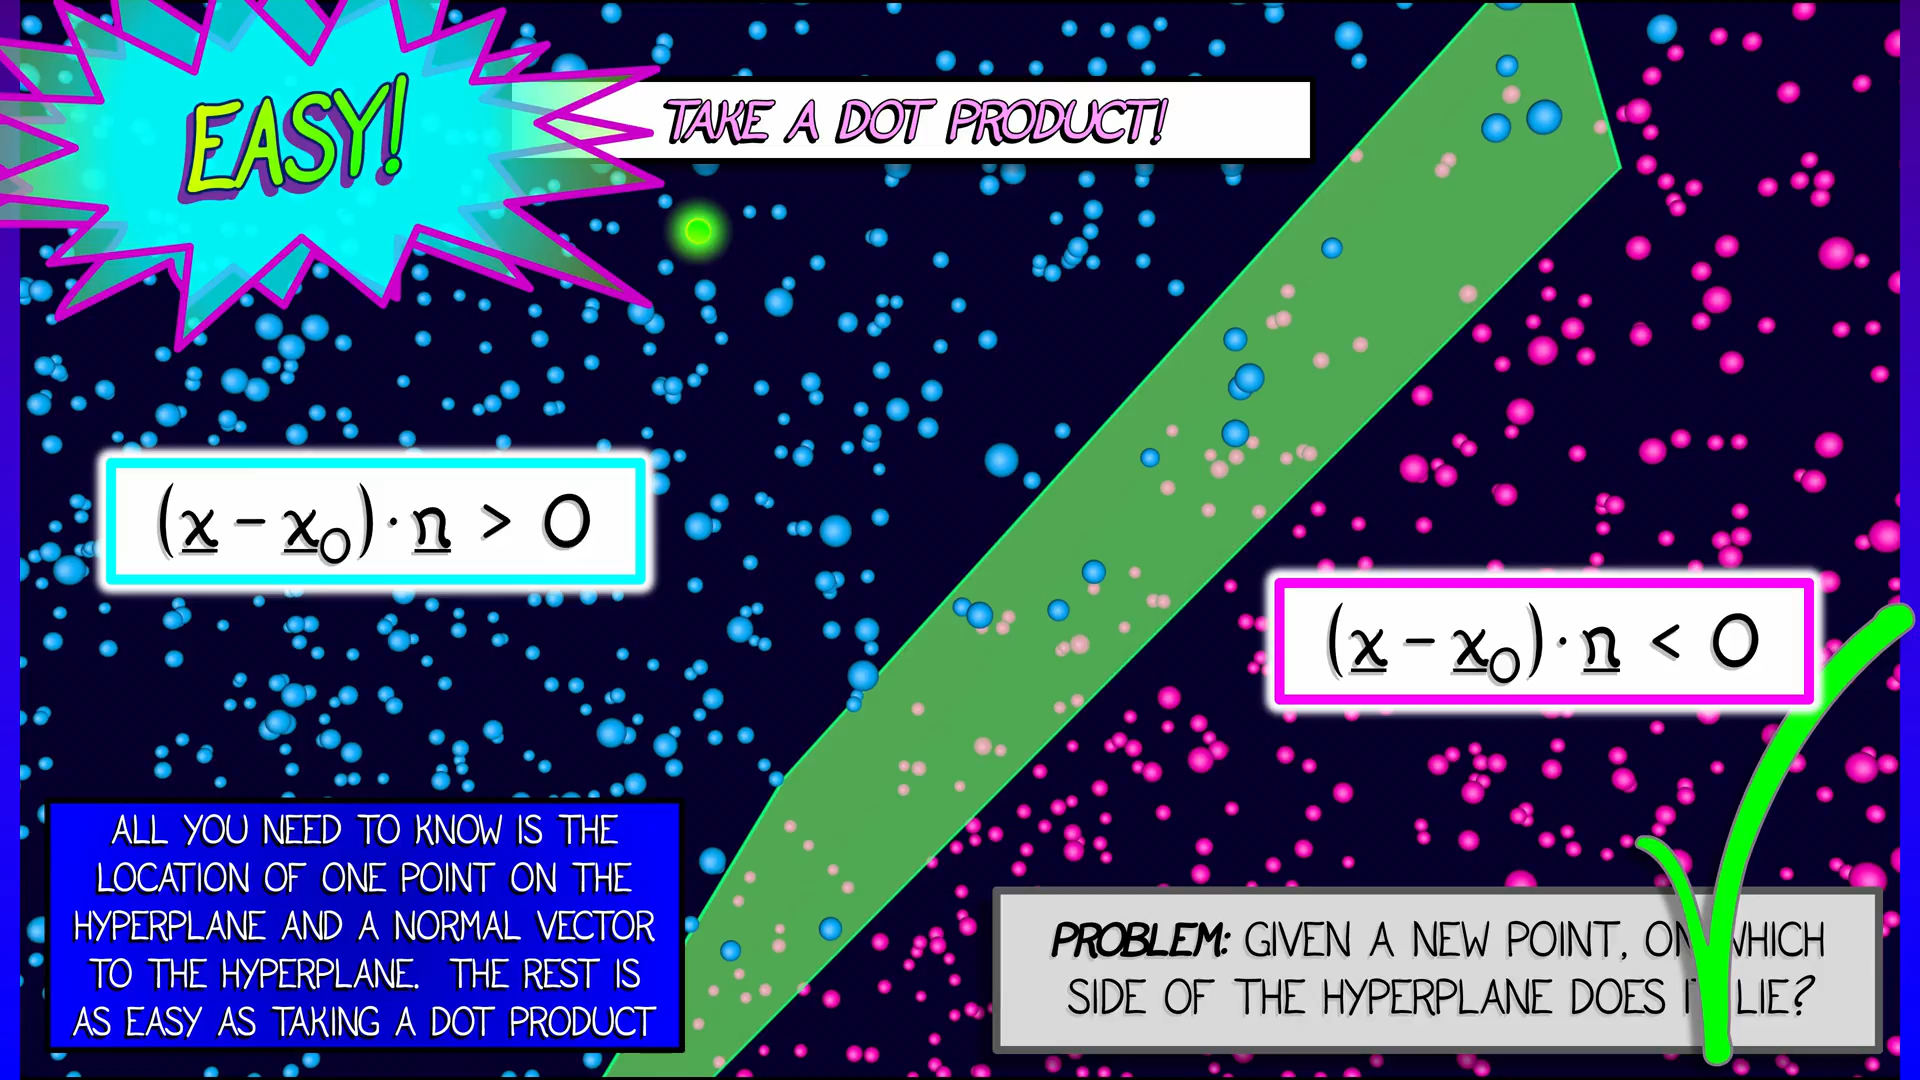 EASY!
TAKE A DOT PRODUCT!
(x - x₀) · n > 0
(x - x₀) · n < 0
ALL YOU NEED TO KNOW IS THE
LOCATION OF ONE POINT ON THE
HYPERPLANE AND A NORMAL VECTOR
TO THE HYPERPLANE. THE REST IS
AS EASY AS TAKING A DOT PRODUCT
PROBLEM: GIVEN A NEW POINT, ON WHICH
SIDE OF THE HYPERPLANE DOES IT LIE?